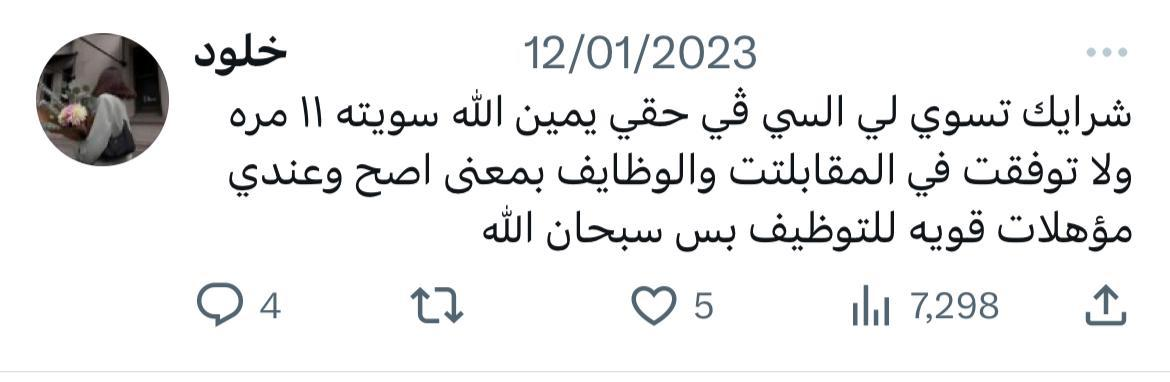 خلود 12/01/2023
شرايك تسوي لي السي ڤي حقي يمين الله سويته ١١ مره
ولا توفقت في المقابلتت والوظايف بمعنى اصح وعندي
مؤهلات قويه للتوظيف بس سبحان الله
4 5 7,298